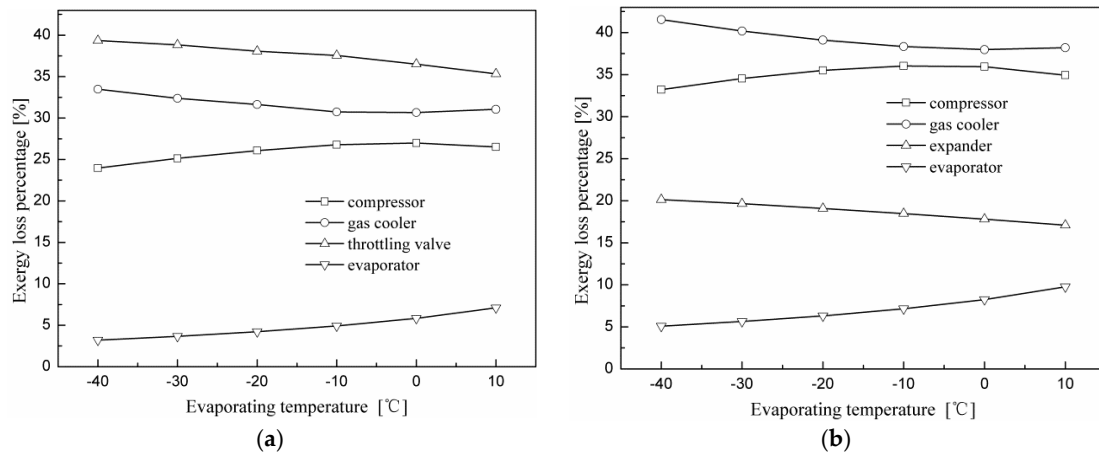 Exergy loss percentage [%]
40
35
30
25
20
15
10
5
0
compressor
gas cooler
throttling valve
evaporator
-40 -30 -20 -10 0 10
Evaporating temperature [℃]
(a)
Exergy loss percentage [%]
40
35
30
25
20
15
10
5
0
compressor
gas cooler
expander
evaporator
-40 -30 -20 -10 0 10
Evaporating temperature [℃]
(b)